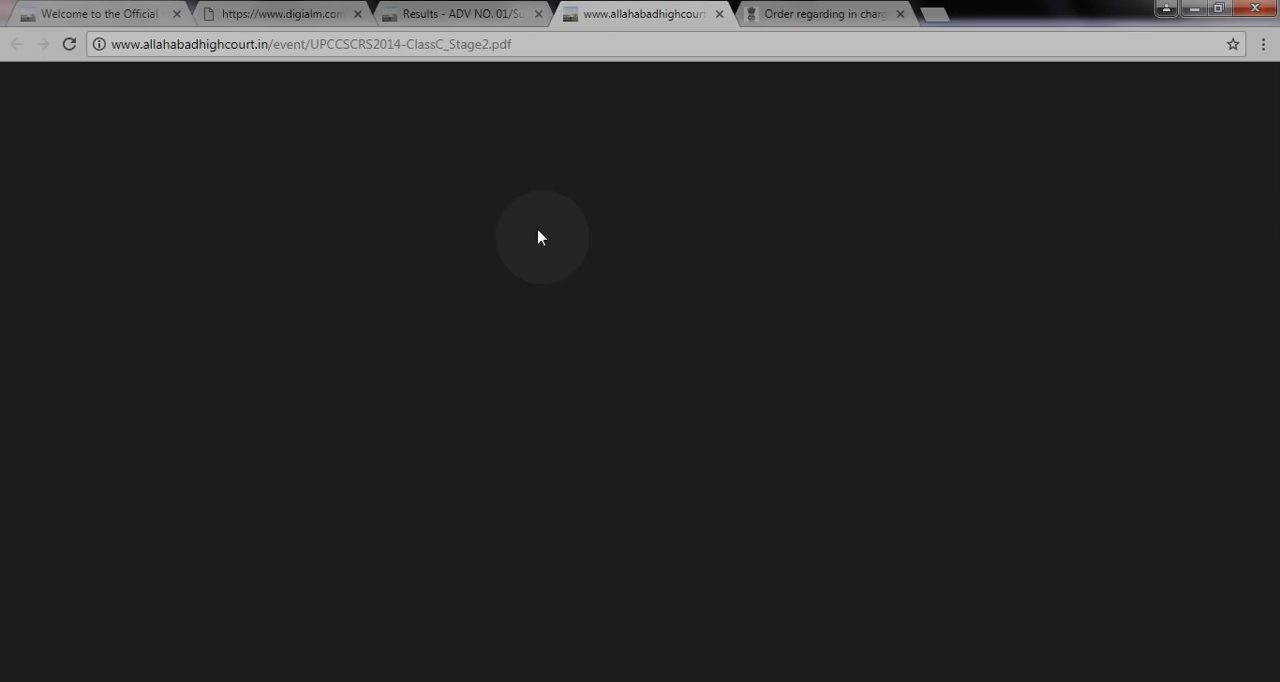 Welcome to the Official
https://www.digialm.com
Results - ADV NO. 01/Su
www.allahabadhighcourt
Order regarding in charg
www.allahabadhighcourt.in/event/UPCCSCRS2014-ClassC_Stage2.pdf